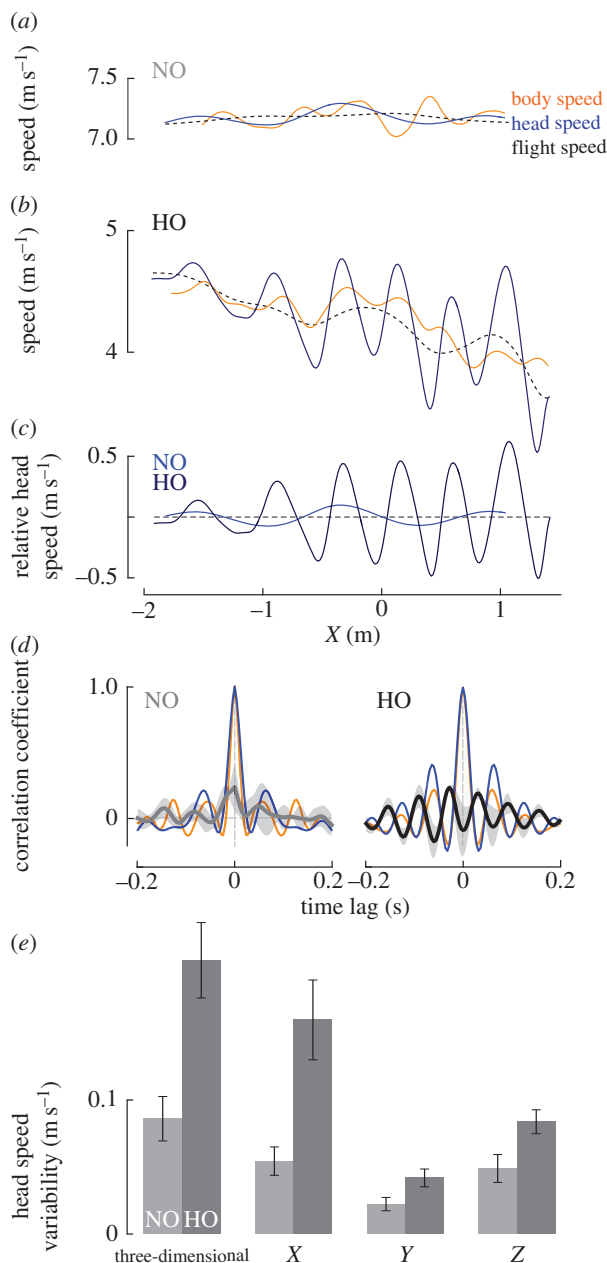 (a)
NO
7.5
7.0
speed (m s⁻¹)
body speed
head speed
flight speed
(b)
HO
5
4
speed (m s⁻¹)
(c)
NO
HO
0.5
−0.5
relative head
speed (m s⁻¹)
−2 −1 0 1
X (m)
(d)
NO HO
1.0
0
correlation coefficient
−0.2 0 0.2 −0.2 0 0.2
time lag (s)
(e)
0.1
0
head speed
variability (m s⁻¹)
NO HO
three-dimensional X Y Z